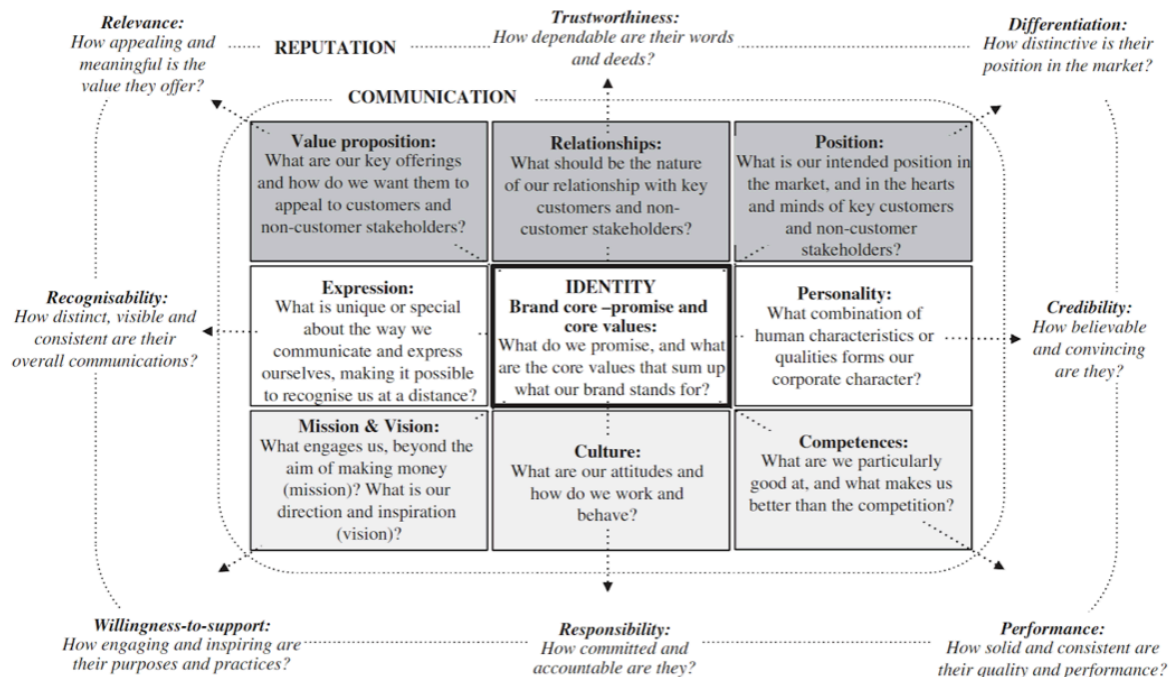 Relevance:
How appealing and
meaningful is the
value they offer?
REPUTATION
Trustworthiness:
How dependable are their words
and deeds?
Differentiation:
How distinctive is their
position in the market?
COMMUNICATION
Value proposition:
What are our key offerings
and how do we want them to
appeal to customers and
non-customer stakeholders?
Relationships:
What should be the nature
of our relationship with key
customers and non-
customer stakeholders?
Position:
What is our intended position in
the market, and in the hearts
and minds of key customers
and non-customer
stakeholders?
Recognisability:
How distinct, visible and
consistent are their
overall communications?
Expression:
What is unique or special
about the way we
communicate and express
ourselves, making it possible
to recognise us at a distance?
IDENTITY
Brand core –promise and
core values:
What do we promise, and what
are the core values that sum up
what our brand stands for?
Personality:
What combination of
human characteristics or
qualities forms our
corporate character?
Credibility:
How believable
and convincing
are they?
Mission & Vision:
What engages us, beyond the
aim of making money
(mission)? What is our
direction and inspiration
(vision)?
Culture:
What are our attitudes and
how do we work and
behave?
Competences:
What are we particularly
good at, and what makes us
better than the competition?
Willingness-to-support:
How engaging and inspiring are
their purposes and practices?
Responsibility:
How committed and
accountable are they?
Performance:
How solid and consistent are
their quality and performance?